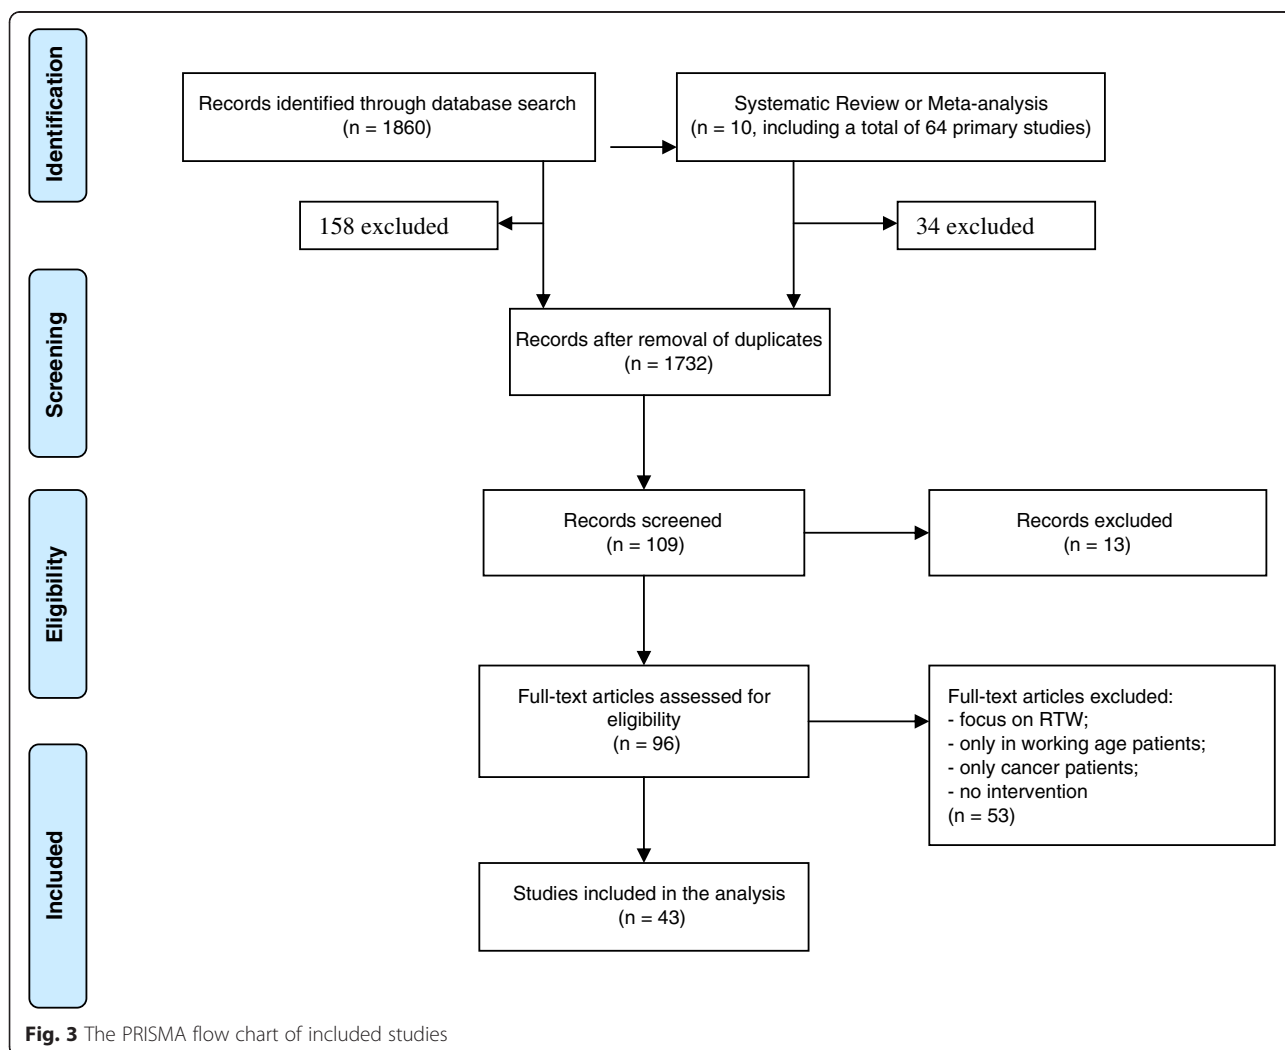 Identification
Records identified through database search
(n = 1860)
Systematic Review or Meta-analysis
(n = 10, including a total of 64 primary studies)
158 excluded
34 excluded
Screening
Records after removal of duplicates
(n = 1732)
Eligibility
Records screened
(n = 109)
Records excluded
(n = 13)
Full-text articles assessed for
eligibility
(n = 96)
Full-text articles excluded:
- focus on RTW;
- only in working age patients;
- only cancer patients;
- no intervention
(n = 53)
Included
Studies included in the analysis
(n = 43)
Fig. 3 The PRISMA flow chart of included studies